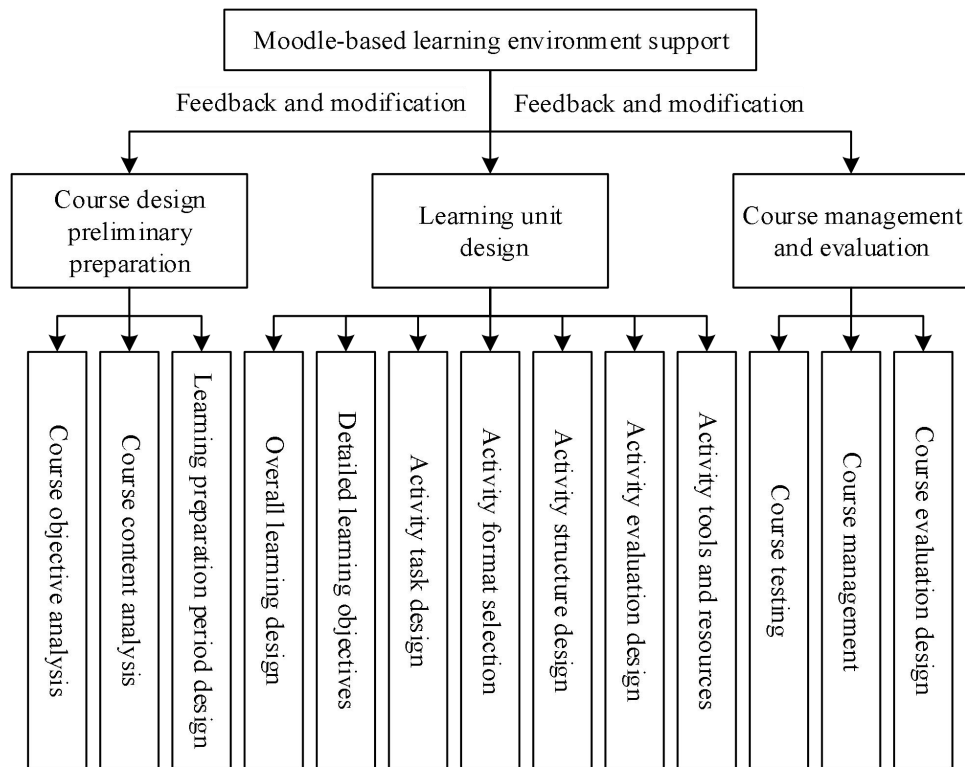 Moodle-based learning environment support
Feedback and modification
Feedback and modification
Course design
preliminary
preparation
Learning unit
design
Course management
and evaluation
Course objective analysis
Course content analysis
Learning preparation period design
Overall learning design
Detailed learning objectives
Activity task design
Activity format selection
Activity structure design
Activity evaluation design
Activity tools and resources
Course testing
Course management
Course evaluation design